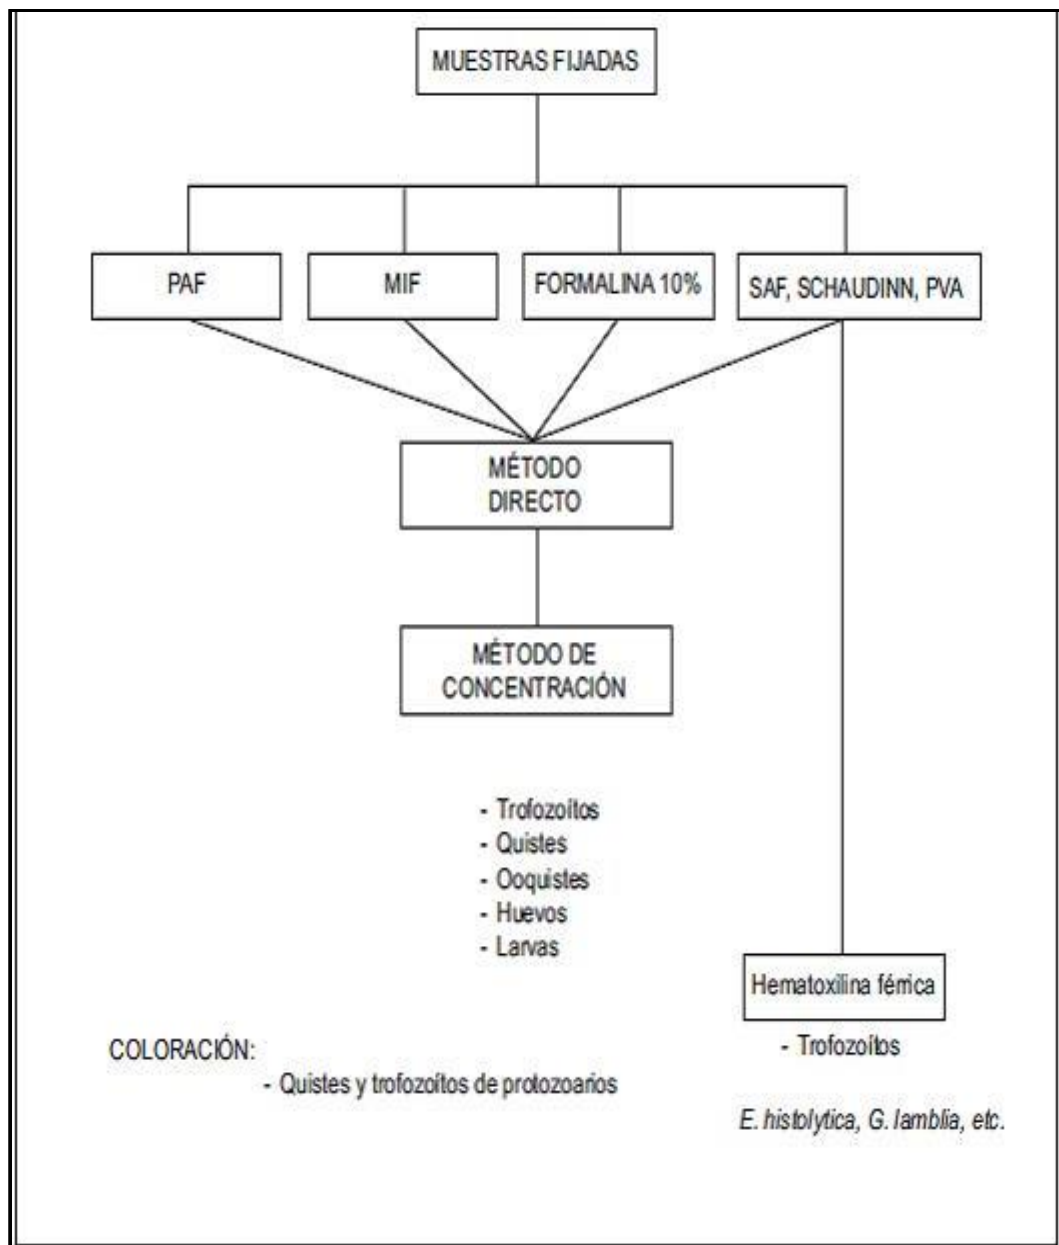 MUESTRAS FIJADAS
PAF
MIF
FORMALINA 10%
SAF, SCHAUDINN, PVA
MÉTODO
DIRECTO
MÉTODO DE
CONCENTRACIÓN
- Trofozoítos
- Quistes
- Ooquistes
- Huevos
- Larvas
Hematoxilina férrica
- Trofozoítos
COLORACIÓN:
- Quistes y trofozoítos de protozoarios
E. histolytica, G. lamblia, etc.